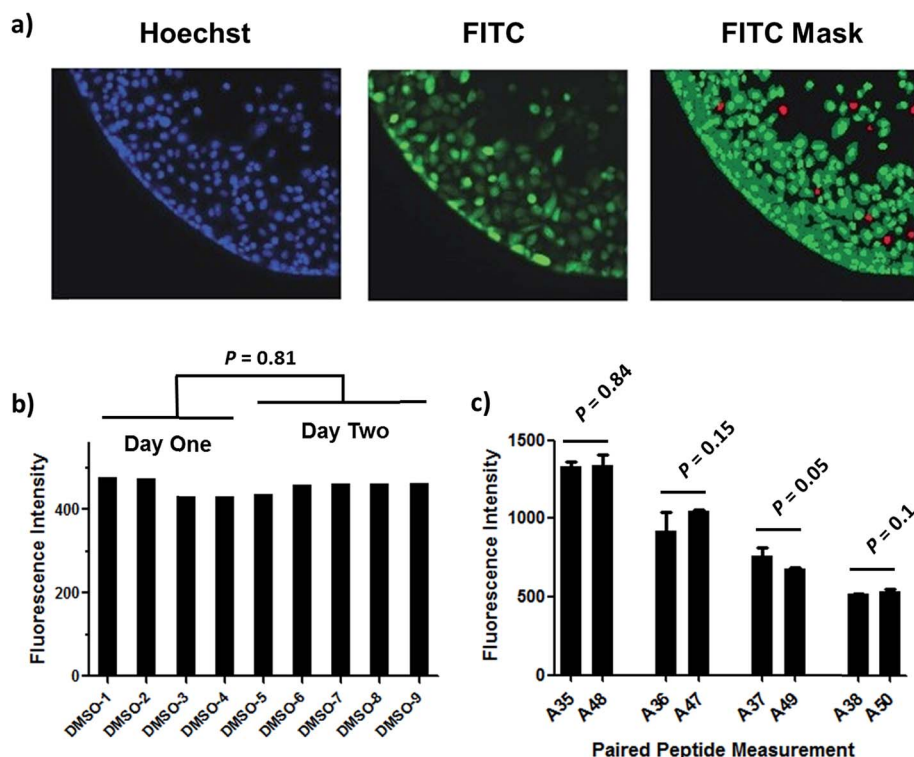 a)
Hoechst
FITC
FITC Mask
P = 0.81
b)
Day One
Day Two
Fluorescence Intensity
400
200
0
DMSO-1
DMSO-2
DMSO-3
DMSO-4
DMSO-5
DMSO-6
DMSO-7
DMSO-8
DMSO-9
c)
P = 0.84
P = 0.15
P = 0.05
P = 0.1
Fluorescence Intensity
1500
1000
500
0
A35
A48
A36
A47
A37
A49
A38
A50
Paired Peptide Measurement